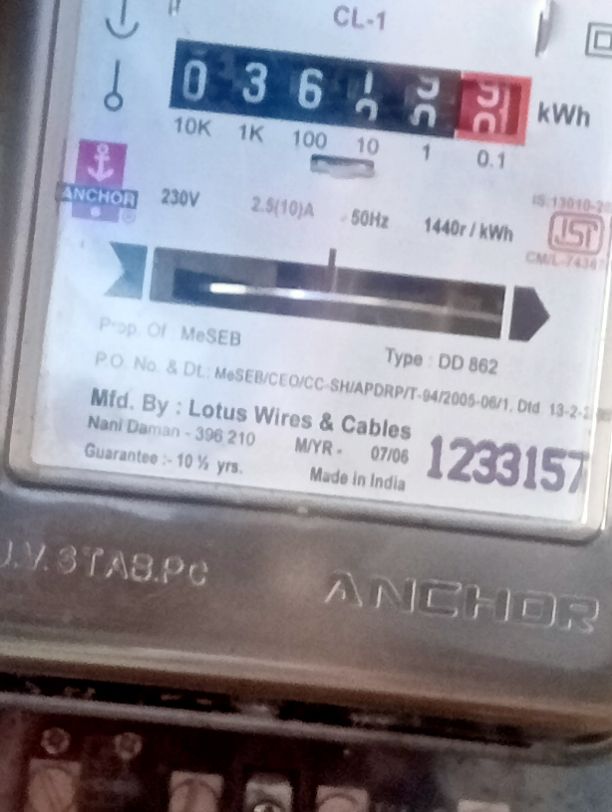 CL-1
0 3 6 kWh
10K 1K 100 10 1 0.1
ANCHOR
230V 2.5(10)A 50Hz 1440r / kWh
IS:13010-
CM/L-
Prop. Of : MeSEB
Type : DD 862
P.O. No. & Dt.: MeSEB/CEO/CC-SH/APDRP/T-94/2005-06/1, Dtd. 13-2-
Mfd. By : Lotus Wires & Cables
Nani Daman - 396 210 M/YR - 07/06
Guarantee :- 10 ½ yrs. Made in India
1233157
ANCHOR